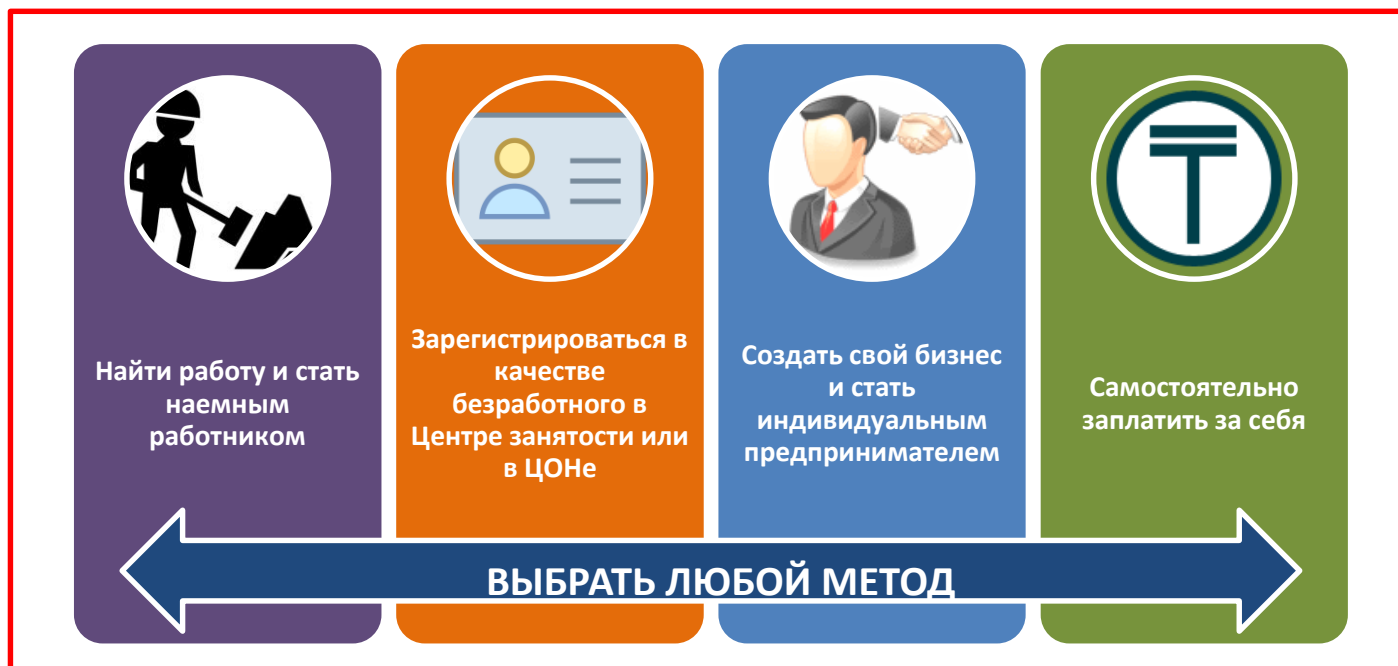 Найти работу и стать
наемным
работником
Зарегистрироваться в
качестве
безработного в
Центре занятости или
в ЦОНе
Создать свой бизнес
и стать
индивидуальным
предпринимателем
Самостоятельно
заплатить за себя
ВЫБРАТЬ ЛЮБОЙ МЕТОД